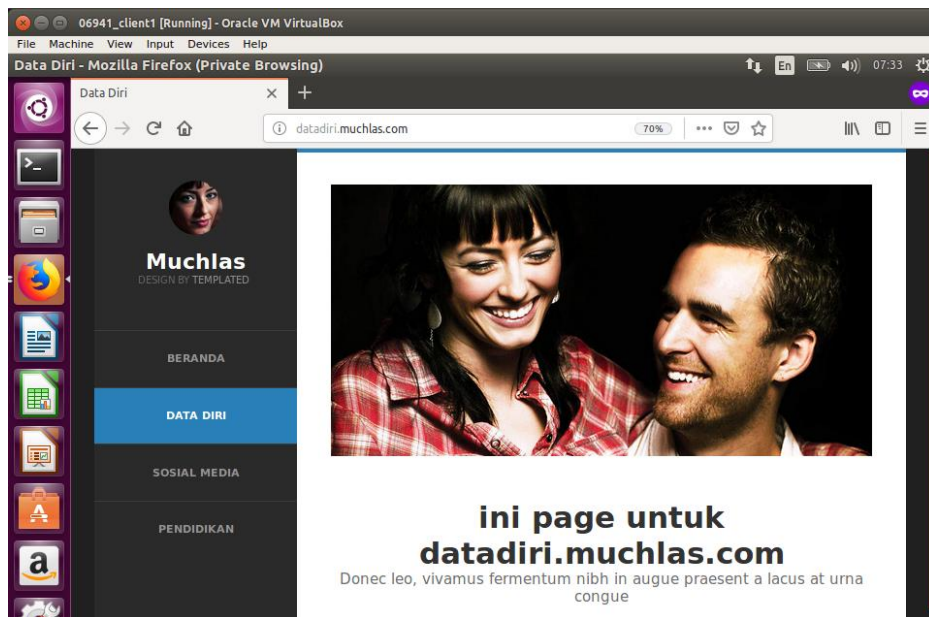 06941_client1 [Running] - Oracle VM VirtualBox
File Machine View Input Devices Help
Data Diri - Mozilla Firefox (Private Browsing)
En
07:33
Data Diri
datadiri.muchlas.com
70%
Muchlas
DESIGN BY TEMPLATED
BERANDA
DATA DIRI
SOSIAL MEDIA
PENDIDIKAN
ini page untuk
datadiri.muchlas.com
Donec leo, vivamus fermentum nibh in augue praesent a lacus at urna
congue